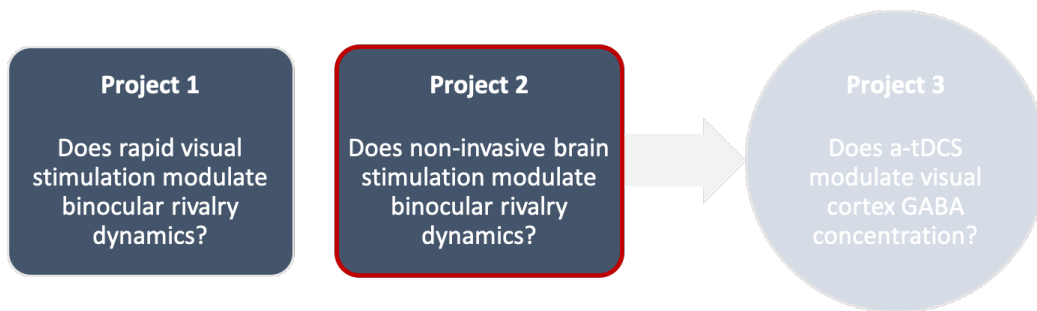 Project 1
Does rapid visual
stimulation modulate
binocular rivalry
dynamics?
Project 2
Does non-invasive brain
stimulation modulate
binocular rivalry
dynamics?
Project 3
Does a-tDCS
modulate visual
cortex GABA
concentration?